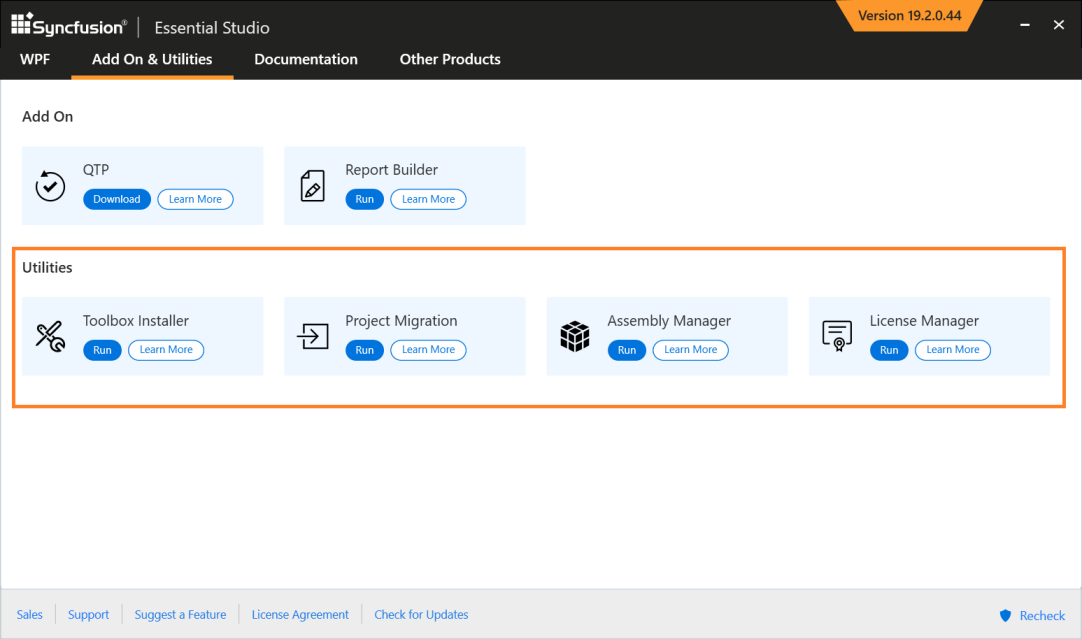 Syncfusion® | Essential Studio
Version 19.2.0.44
WPF Add On & Utilities Documentation Other Products
Add On
QTP
Download Learn More
Report Builder
Run Learn More
Utilities
Toolbox Installer
Run Learn More
Project Migration
Run Learn More
Assembly Manager
Run Learn More
License Manager
Run Learn More
Sales Support Suggest a Feature License Agreement Check for Updates Recheck